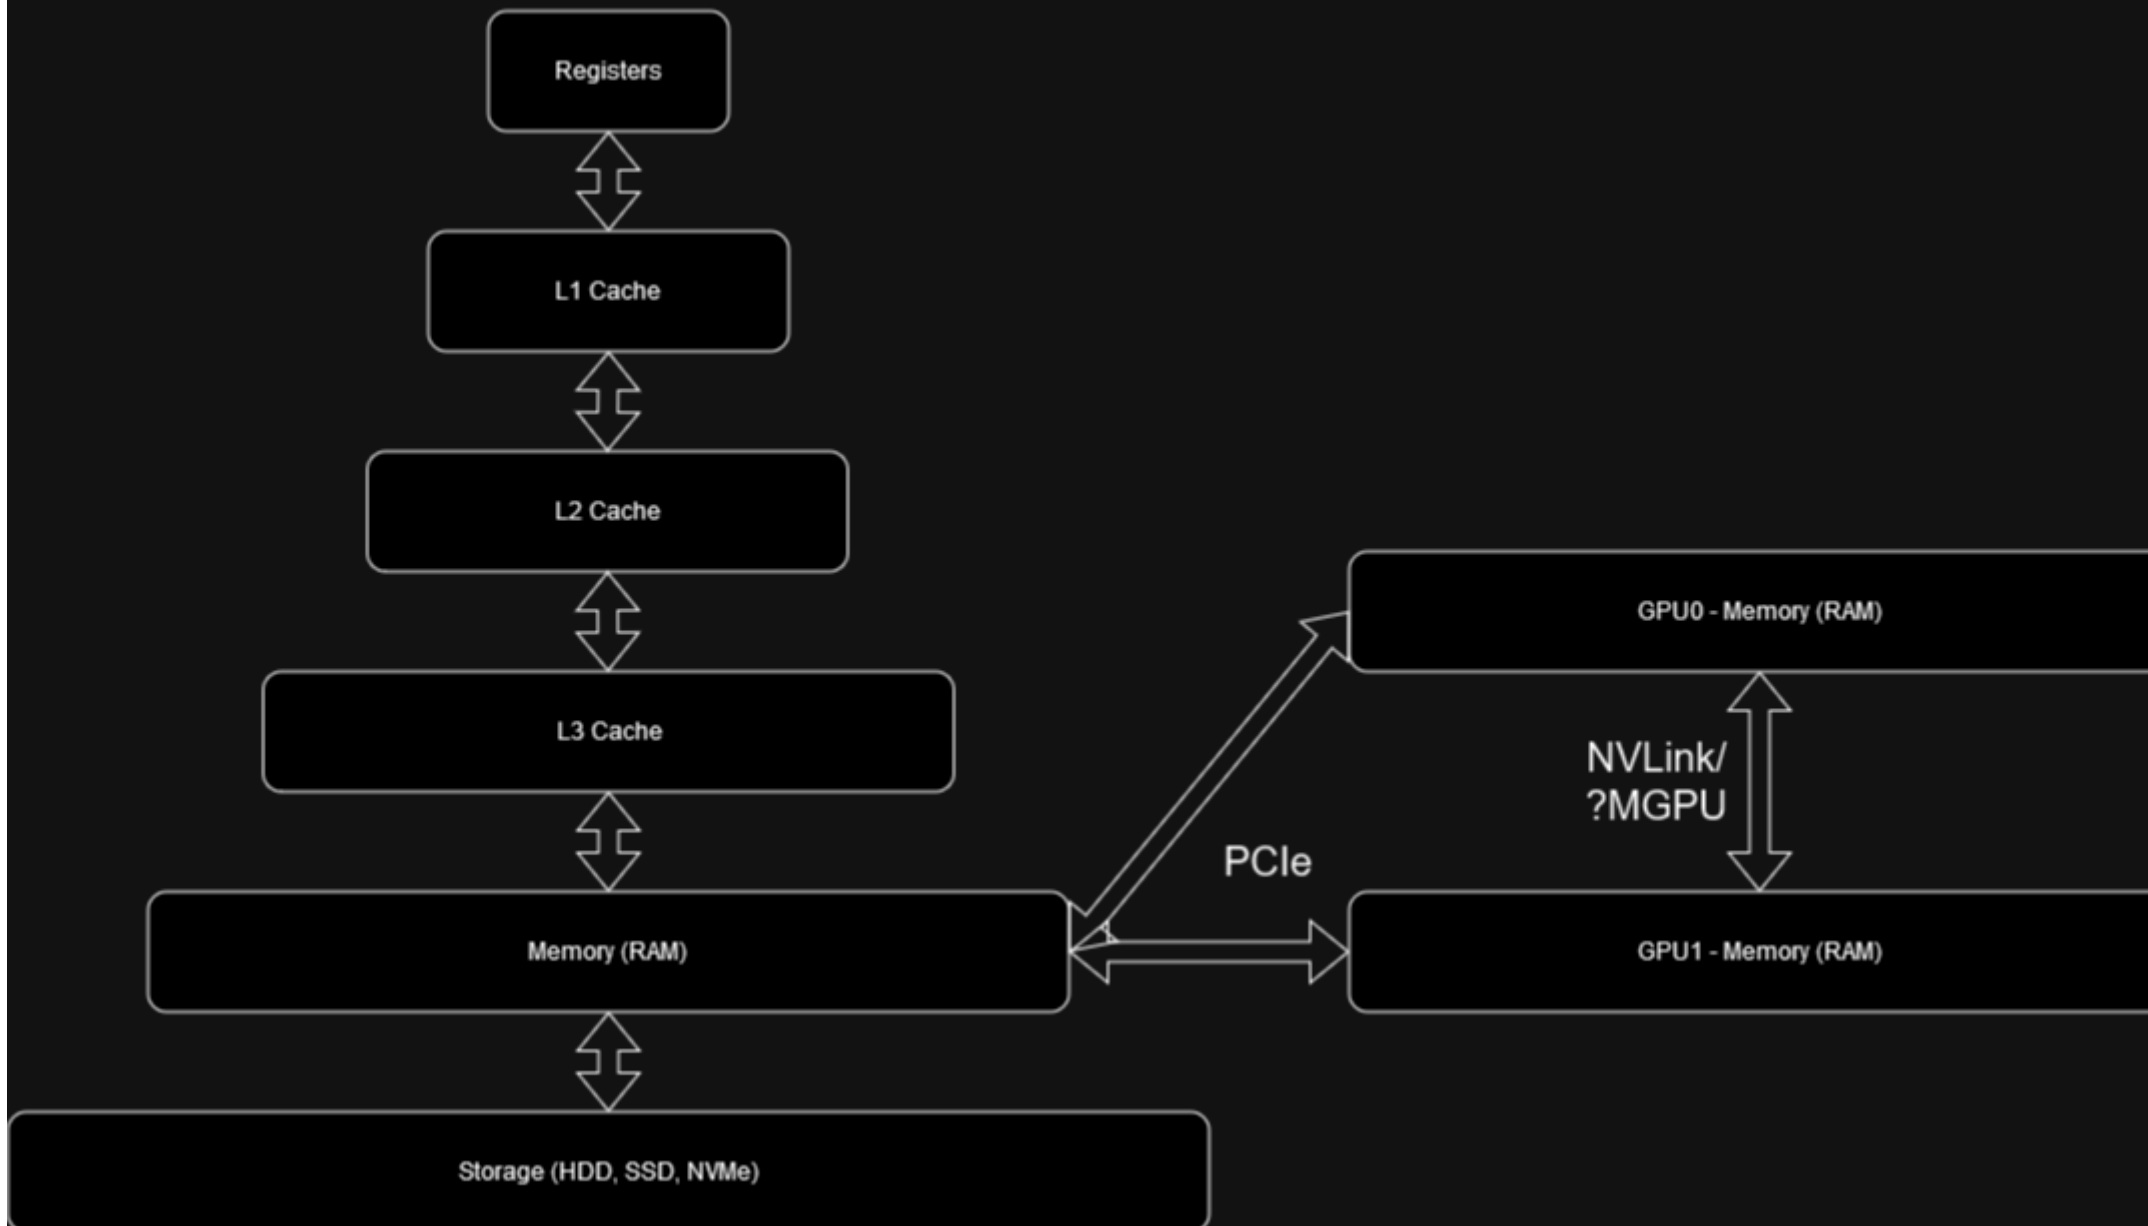 Registers
L1 Cache
L2 Cache
L3 Cache
Memory (RAM)
Storage (HDD, SSD, NVMe)
PCIe
GPU0 - Memory (RAM)
NVLink/
?MGPU
GPU1 - Memory (RAM)